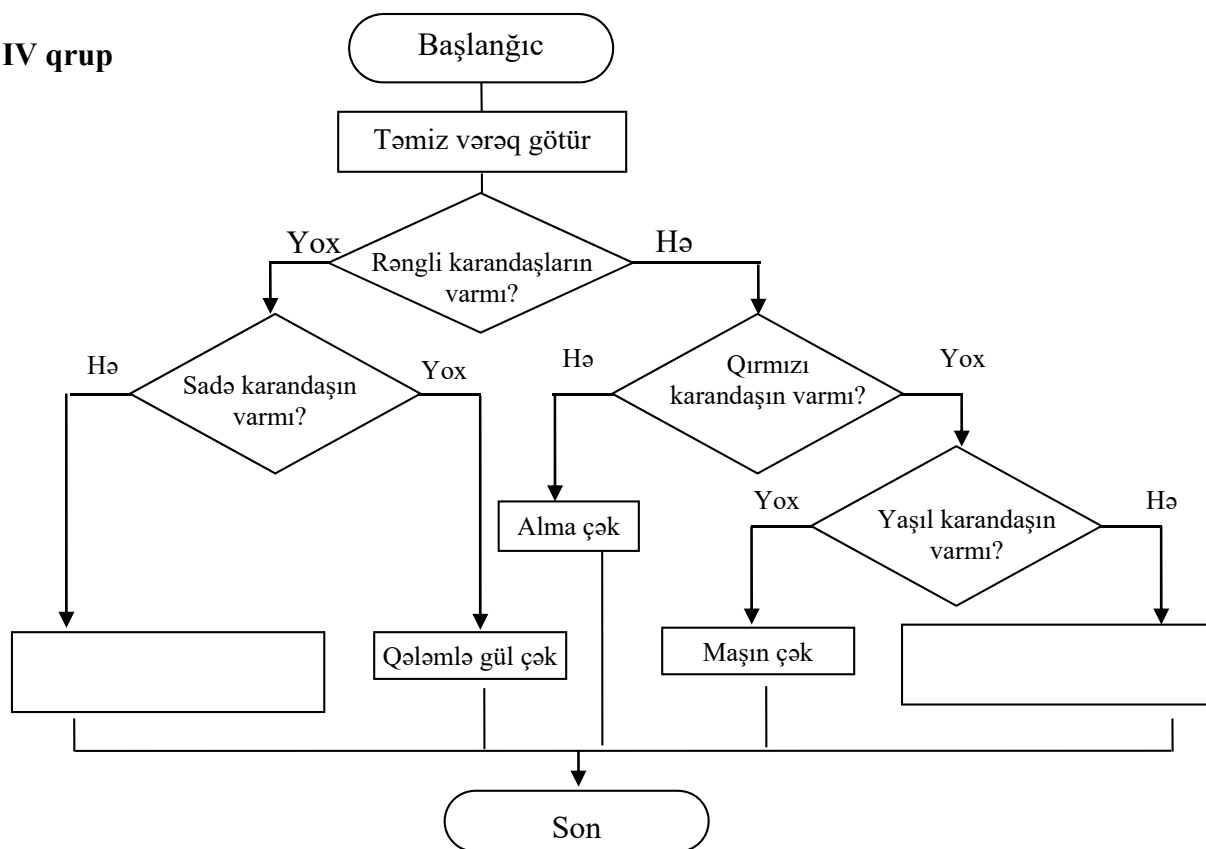 IV qrup
Başlanğıc
Təmiz vərəq götür
Yox
Hə
Rəngli karandaşların
varmı?
Hə
Sadə karandaşın
varmı?
Yox
Hə
Qırmızı
karandaşın varmı?
Yox
Alma çək
Yox
Yaşıl karandaşın
varmı?
Hə
Qələmlə gül çək
Maşın çək
Son